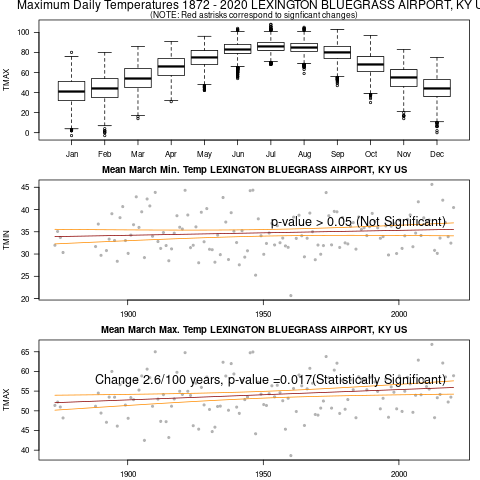 Maximum Daily Temperatures 1872 - 2020 LEXINGTON BLUEGRASS AIRPORT, KY U
(NOTE: Red astrisks correspond to signficant changes)
TMAX
100
80
60
40
20
0
Jan Feb Mar Apr May Jun Jul Aug Sep Oct Nov Dec
Mean March Min. Temp LEXINGTON BLUEGRASS AIRPORT, KY US
p-value > 0.05 (Not Significant)
TMIN
45
40
35
30
25
20
1900 1950 2000
Mean March Max. Temp LEXINGTON BLUEGRASS AIRPORT, KY US
Change 2.6/100 years, p-value =0.017(Statistically Significant)
TMAX
65
60
55
50
45
40
1900 1950 2000